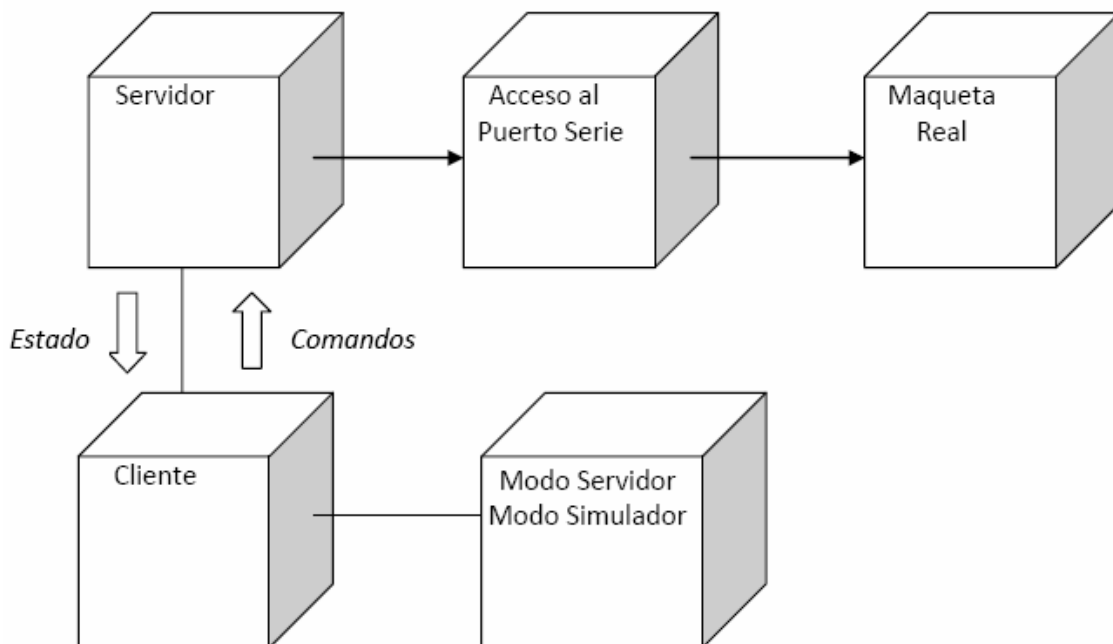 Servidor
Acceso al
Puerto Serie
Maqueta
Real
Estado
Comandos
Cliente
Modo Servidor
Modo Simulador